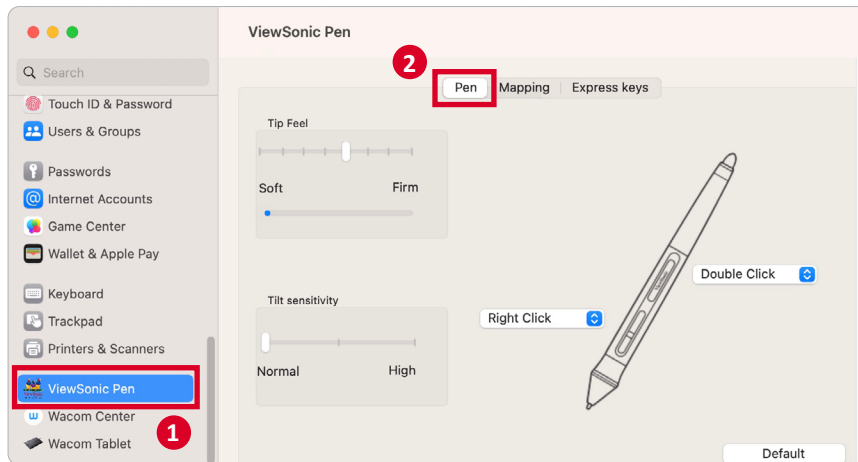 ViewSonic Pen
2
Search
Pen Mapping Express keys
Touch ID & Password
Users & Groups
Passwords
Internet Accounts
Game Center
Wallet & Apple Pay
Keyboard
Trackpad
Printers & Scanners
ViewSonic Pen
1
Wacom Center
Wacom Tablet
Tip Feel
Soft Firm
Tilt sensitivity
Normal High
Double Click
Right Click
Default